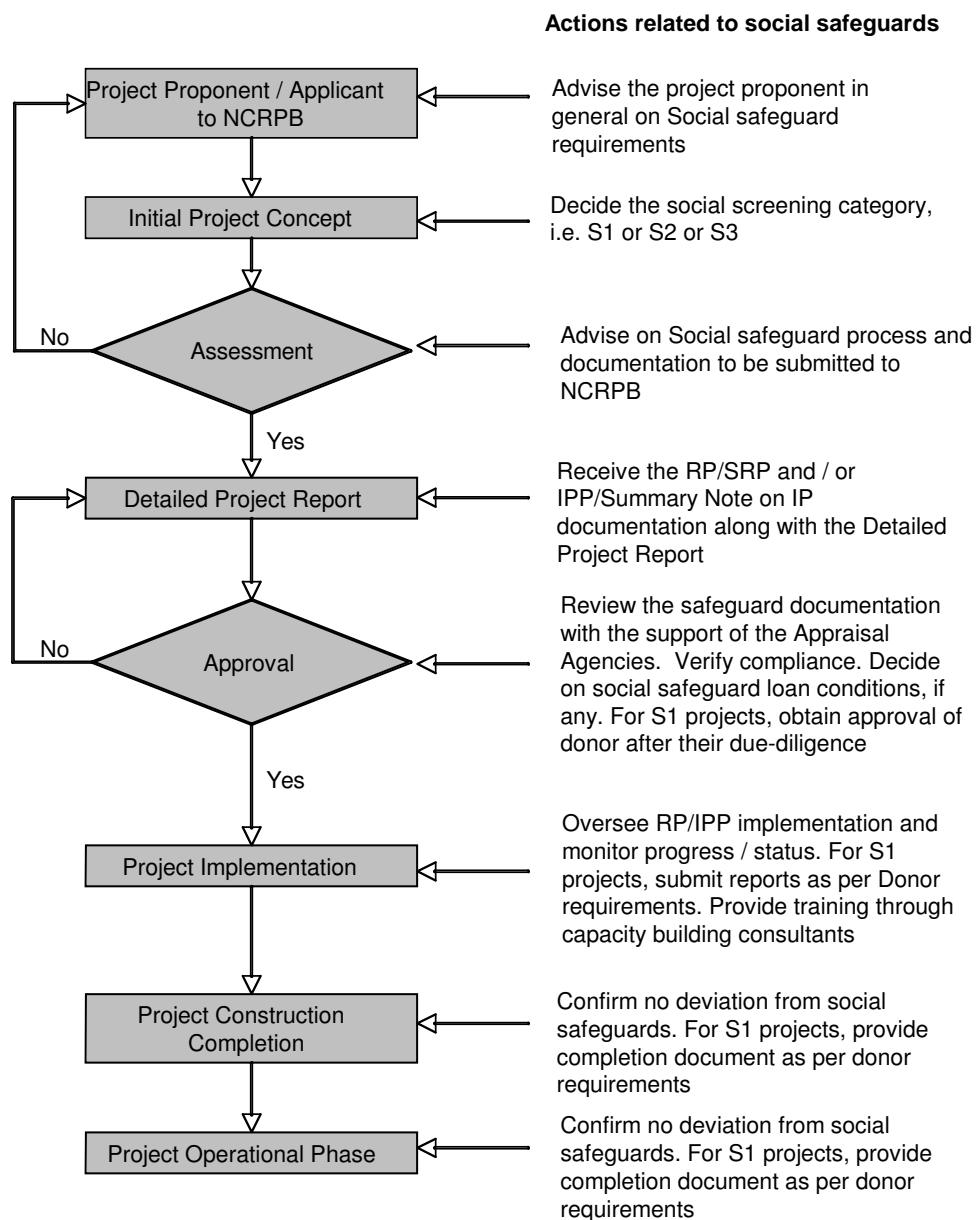 Actions related to social safeguards
Project Proponent / Applicant
to NCRPB
Advise the project proponent in
general on Social safeguard
requirements
Initial Project Concept
Decide the social screening category,
i.e. S1 or S2 or S3
No
Assessment
Advise on Social safeguard process and
documentation to be submitted to
NCRPB
Yes
Detailed Project Report
Receive the RP/SRP and / or
IPP/Summary Note on IP
documentation along with the Detailed
Project Report
No
Approval
Review the safeguard documentation
with the support of the Appraisal
Agencies.  Verify compliance. Decide
on social safeguard loan conditions, if
any. For S1 projects, obtain approval of
donor after their due-diligence
Yes
Project Implementation
Oversee RP/IPP implementation and
monitor progress / status. For S1
projects, submit reports as per Donor
requirements. Provide training through
capacity building consultants
Project Construction
Completion
Confirm no deviation from social
safeguards. For S1 projects, provide
completion document as per donor
requirements
Project Operational Phase
Confirm no deviation from social
safeguards. For S1 projects, provide
completion document as per donor
requirements